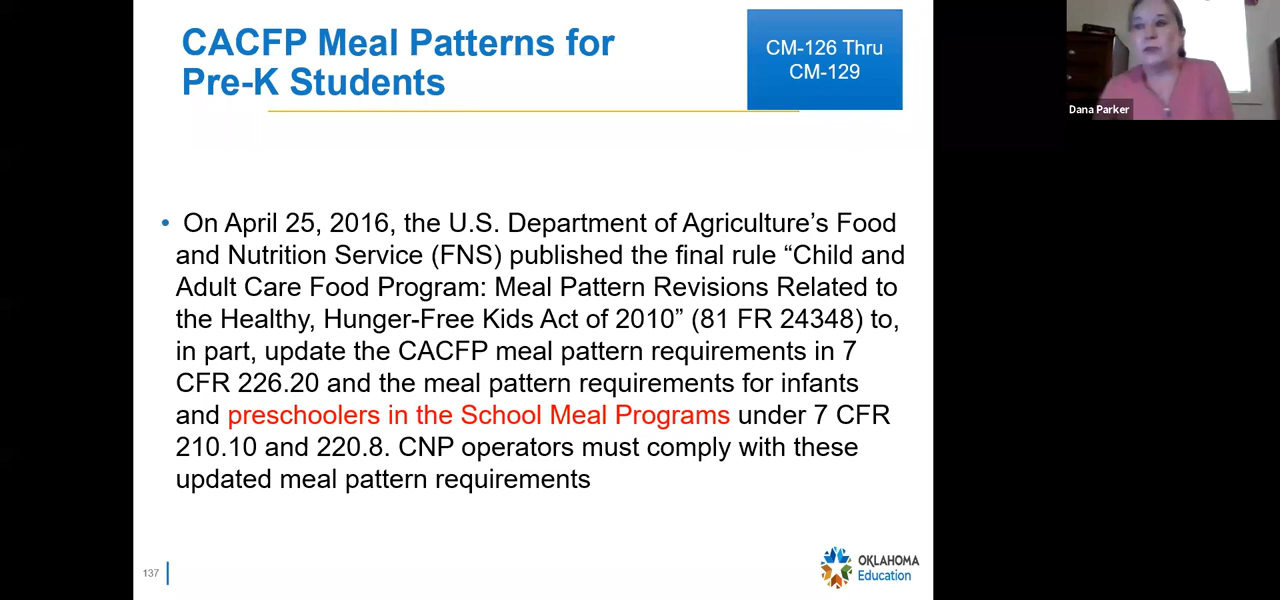 CACFP Meal Patterns for
Pre-K Students
CM-126 Thru
CM-129
Dana Parker
• On April 25, 2016, the U.S. Department of Agriculture’s Food
and Nutrition Service (FNS) published the final rule “Child and
Adult Care Food Program: Meal Pattern Revisions Related to
the Healthy, Hunger-Free Kids Act of 2010” (81 FR 24348) to,
in part, update the CACFP meal pattern requirements in 7
CFR 226.20 and the meal pattern requirements for infants
and preschoolers in the School Meal Programs under 7 CFR
210.10 and 220.8. CNP operators must comply with these
updated meal pattern requirements
137
OKLAHOMA
Education